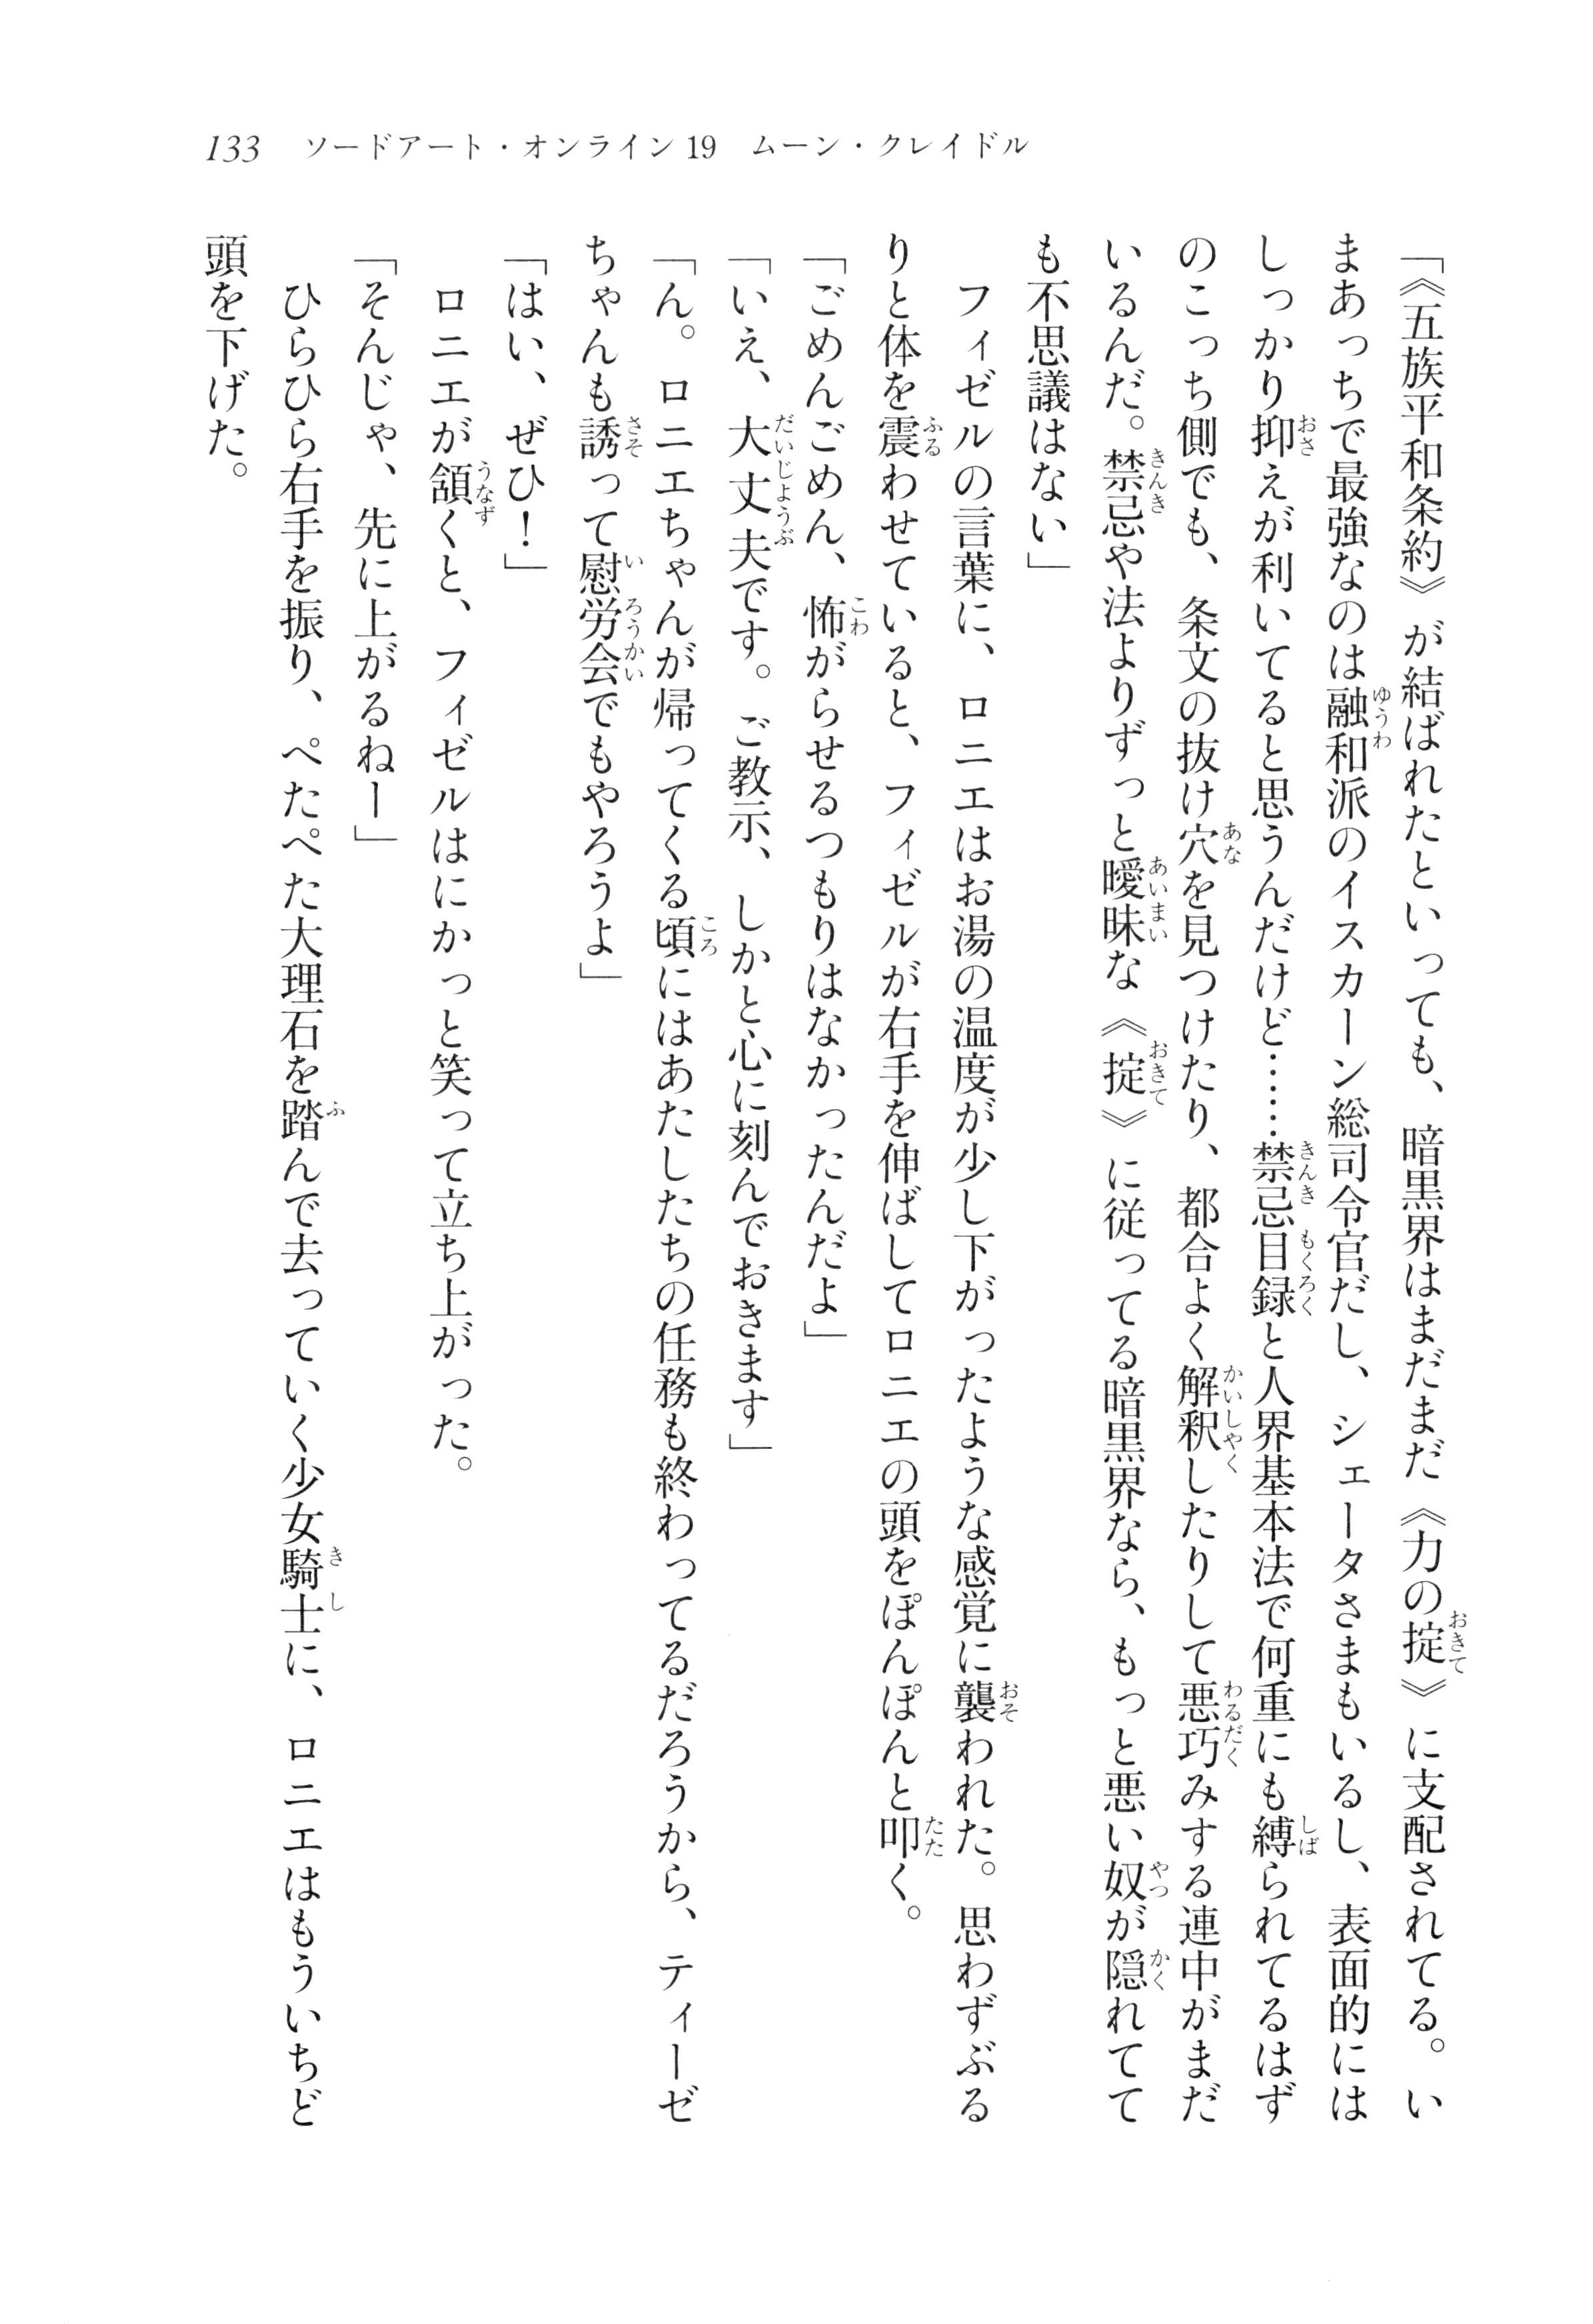 133　ソードアート・オンライン19　ムーン・クレイドル
「《五族平和条約》が結ばれたといっても、暗黒界はまだまだ《力の掟》に支配されてる。い
まあっちで最強なのは融和派のイスカーン総司令官だし、シェータさまもいるし、表面的には
しっかり抑えが利いてると思うんだけど……禁忌目録と人界基本法で何重にも縛られてるはず
のこっち側でも、条文の抜け穴を見つけたり、都合よく解釈したりして悪巧みする連中がまだ
いるんだ。禁忌や法よりずっと曖昧な《掟》に従ってる暗黒界なら、もっと悪い奴が隠れてて
も不思議はない」
　フィゼルの言葉に、ロニエはお湯の温度が少し下がったような感覚に襲われた。思わずぶる
りと体を震わせていると、フィゼルが右手を伸ばしてロニエの頭をぽんぽんと叩く。
「ごめんごめん、怖がらせるつもりはなかったんだよ」
「いえ、大丈夫です。ご教示、しかと心に刻んでおきます」
「ん。ロニエちゃんが帰ってくる頃にはあたしたちの任務も終わってるだろうから、ティーゼ
ちゃんも誘って慰労会でもやろうよ」
「はい、ぜひ！」
　ロニエが頷くと、フィゼルはにかっと笑って立ち上がった。
「そんじゃ、先に上がるねー」
　ひらひら右手を振り、ぺたぺた大理石を踏んで去っていく少女騎士に、ロニエはもういちど
頭を下げた。